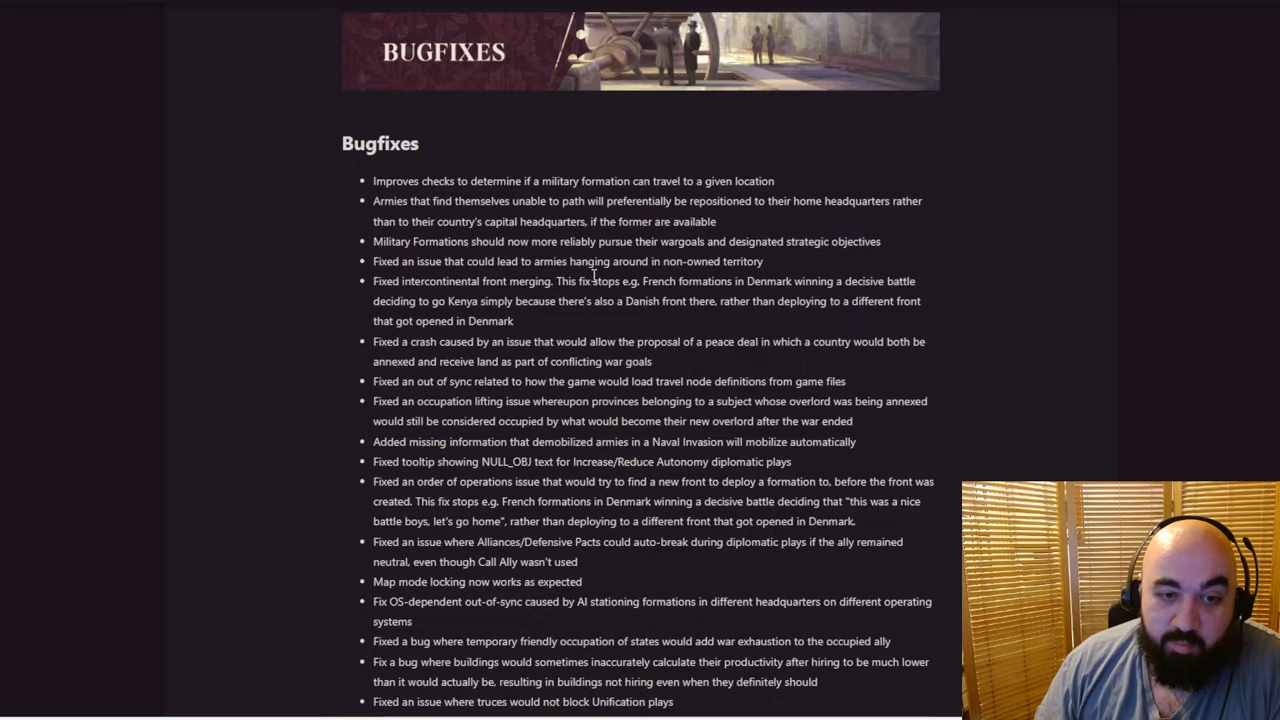 BUGFIXES
Bugfixes
Improves checks to determine if a military formation can travel to a given location
Armies that find themselves unable to path will preferentially be repositioned to their home headquarters rather
than to their country's capital headquarters, if the former are available
Military Formations should now more reliably pursue their wargoals and designated strategic objectives
Fixed an issue that could lead to armies hanging around in non-owned territory
Fixed intercontinental front merging. This fix stops e.g. French formations in Denmark winning a decisive battle
deciding to go Kenya simply because there's also a Danish front there, rather than deploying to a different front
that got opened in Denmark
Fixed a crash caused by an issue that would allow the proposal of a peace deal in which a country would both be
annexed and receive land as part of conflicting war goals
Fixed an out of sync related to how the game would load travel node definitions from game files
Fixed an occupation lifting issue whereupon provinces belonging to a subject whose overlord was being annexed
would still be considered occupied by what would become their new overlord after the war ended
Added missing information that demobilized armies in a Naval Invasion will mobilize automatically
Fixed tooltip showing NULL_OBJ text for Increase/Reduce Autonomy diplomatic plays
Fixed an order of operations issue that would try to find a new front to deploy a formation to, before the front was
created. This fix stops e.g. French formations in Denmark winning a decisive battle deciding that "this was a nice
battle boys, let's go home", rather than deploying to a different front that got opened in Denmark.
Fixed an issue where Alliances/Defensive Pacts could auto-break during diplomatic plays if the ally remained
neutral, even though Call Ally wasn't used
Map mode locking now works as expected
Fix OS-dependent out-of-sync caused by AI stationing formations in different headquarters on different operating
systems
Fixed a bug where temporary friendly occupation of states would add war exhaustion to the occupied ally
Fix a bug where buildings would sometimes inaccurately calculate their productivity after hiring to be much lower
than it would actually be, resulting in buildings not hiring even when they definitely should
Fixed an issue where truces would not block Unification plays